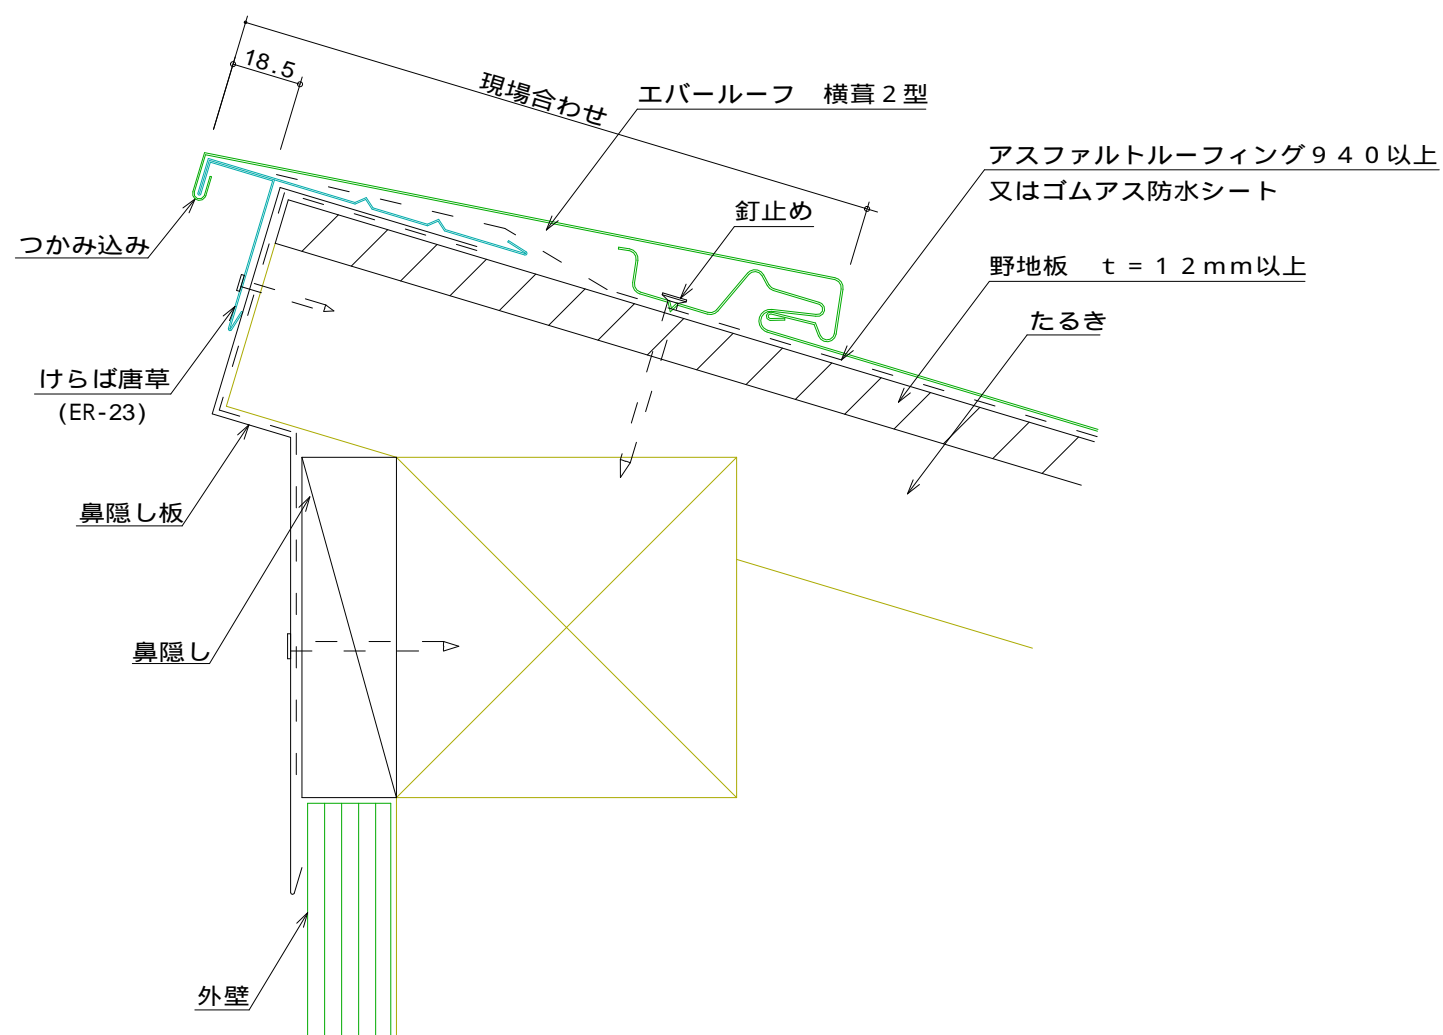 18.5
現場合わせ
エバールーフ　横葺２型
アスファルトルーフィング９４０以上
又はゴムアス防水シート
釘止め
つかみ込み
野地板　ｔ＝１２ｍｍ以上
たるき
けらば唐草
(ER-23)
鼻隠し板
鼻隠し
外壁